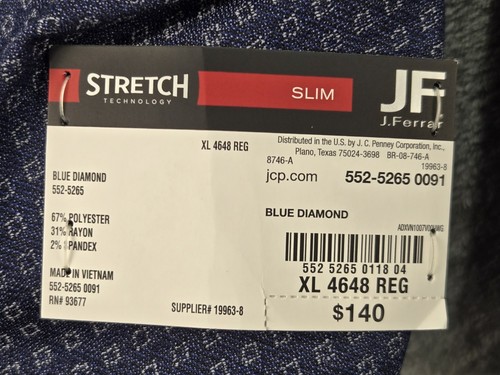 STRETCH
TECHNOLOGY
SLIM
JF
J.Ferrar
XL 4648 REG
BLUE DIAMOND
552-5265
67% POLYESTER
31% RAYON
2% SPANDEX
MADE IN VIETNAM
552-5265 0091
RN# 93677
SUPPLIER# 19963-8
Distributed in the U.S. by J. C. Penney Corporation, Inc.,
Plano, Texas 75024-3698 BR-08-746-A
8746-A 19963-8
jcp.com 552-5265 0091
BLUE DIAMOND
552 5265 0118 04
XL 4648 REG
$140